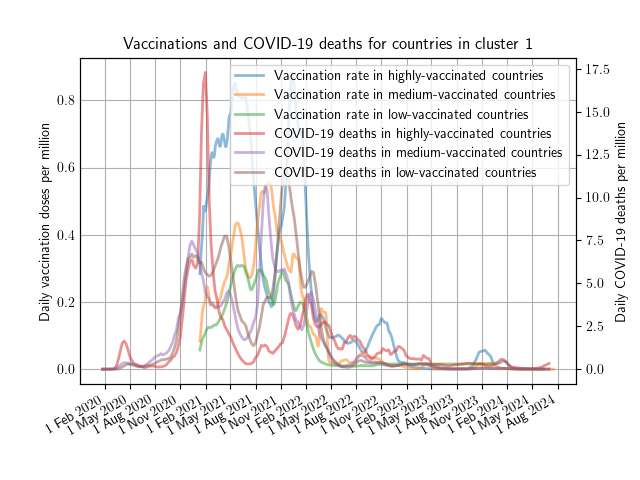 Vaccinations and COVID-19 deaths for countries in cluster 1
Vaccination rate in highly-vaccinated countries
Vaccination rate in medium-vaccinated countries
Vaccination rate in low-vaccinated countries
COVID-19 deaths in highly-vaccinated countries
COVID-19 deaths in medium-vaccinated countries
COVID-19 deaths in low-vaccinated countries
Daily vaccination doses per million
0.8
0.6
0.4
0.2
0.0
Daily COVID-19 deaths per million
17.5
15.0
12.5
10.0
7.5
5.0
2.5
0.0
1 Feb 2020
1 May 2020
1 Aug 2020
1 Nov 2020
1 Feb 2021
1 May 2021
1 Aug 2021
1 Nov 2021
1 Feb 2022
1 May 2022
1 Aug 2022
1 Nov 2022
1 Feb 2023
1 May 2023
1 Aug 2023
1 Nov 2023
1 Feb 2024
1 May 2024
1 Aug 2024